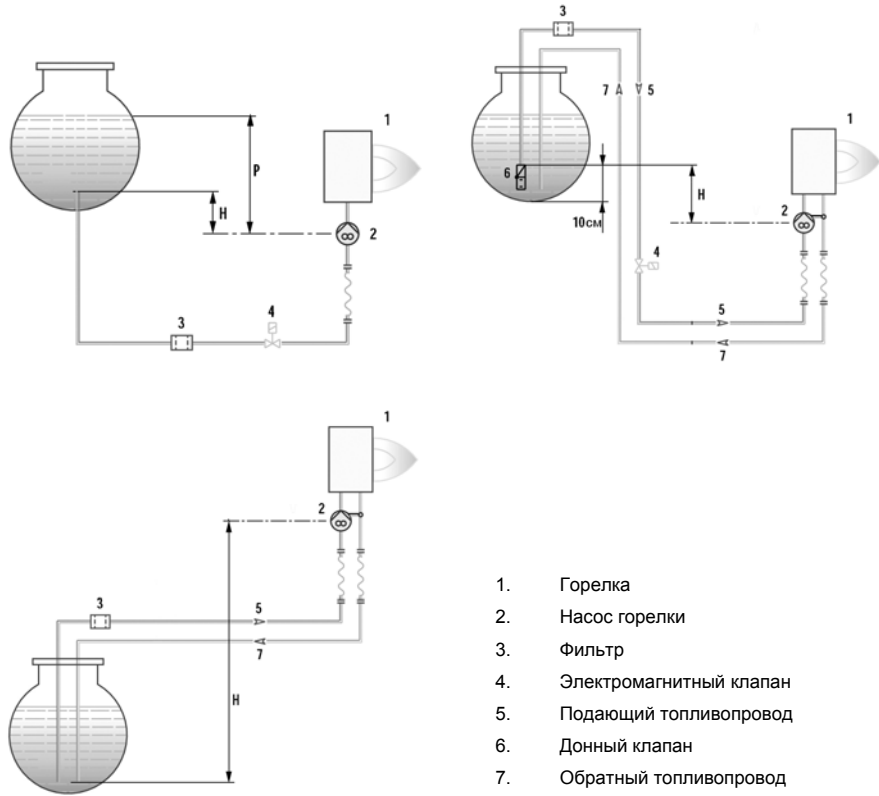 1
P
H
2
4
3
3
7
5
1
6
H
2
10см
4
5
7
1
2
3
5
7
H
1. Горелка
2. Насос горелки
3. Фильтр
4. Электромагнитный клапан
5. Подающий топливопровод
6. Донный клапан
7. Обратный топливопровод